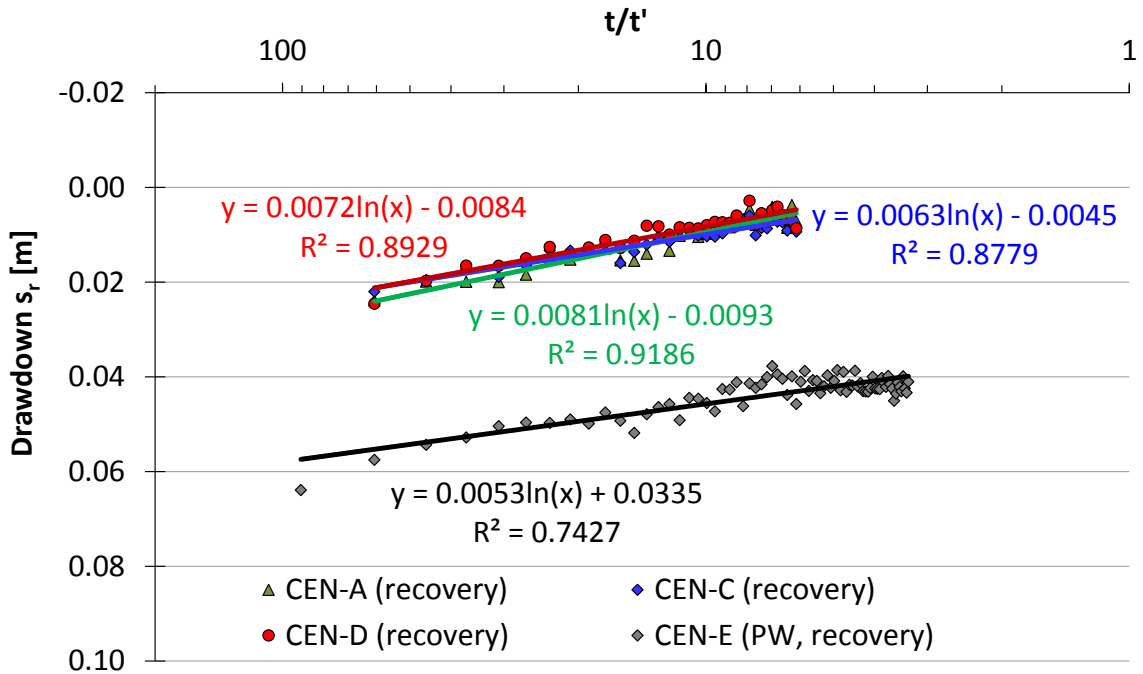 t/t'
100 10 1
-0.02
0.00
0.02
0.04
0.06
0.08
0.10
Drawdown sr [m]
y = 0.0072ln(x) - 0.0084
R² = 0.8929
y = 0.0063ln(x) - 0.0045
R² = 0.8779
y = 0.0081ln(x) - 0.0093
R² = 0.9186
y = 0.0053ln(x) + 0.0335
R² = 0.7427
CEN-A (recovery) CEN-C (recovery)
CEN-D (recovery) CEN-E (PW, recovery)